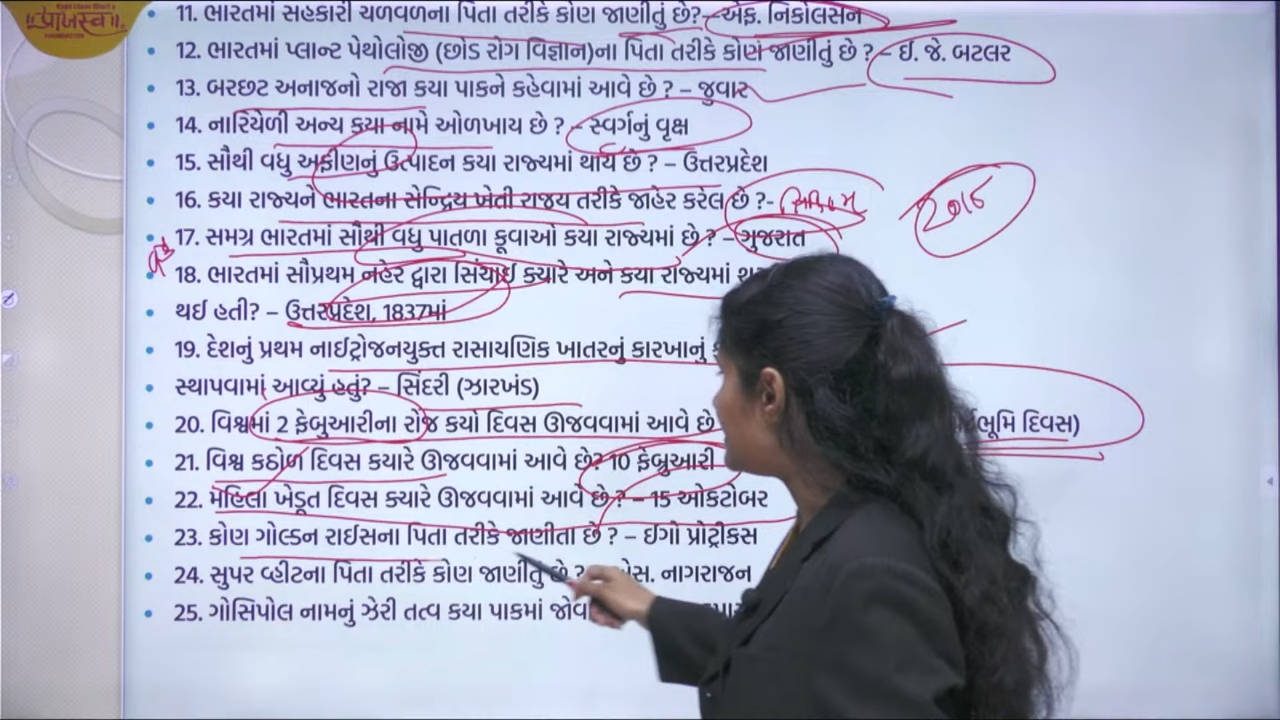 ॥પ્રારબ્ધ॥
11. ભારતમાં સહકારી ચળવળના પિતા તરીકે કોણ જાણીતું છે? – એફ. નિકોલસન
12. ભારતમાં પ્લાન્ટ પેથોલોજી (છોડ રોગ વિજ્ઞાન)ના પિતા તરીકે કોણ જાણીતું છે ? – ઈ. જે. બટલર
13. બરછટ અનાજનો રાજા કયા પાકને કહેવામાં આવે છે ? – જુવાર
14. નારિયેળી અન્ય કયા નામે ઓળખાય છે ? – સ્વર્ગનું વૃક્ષ
15. સૌથી વધુ અફીણનું ઉત્પાદન કયા રાજ્યમાં થાય છે ? – ઉત્તરપ્રદેશ
16. કયા રાજ્યને ભારતના સેન્દ્રિય ખેતી રાજય તરીકે જાહેર કરેલ છે ?- સિક્કિમ 2016
17. સમગ્ર ભારતમાં સૌથી વધુ પાતળા કૂવાઓ કયા રાજ્યમાં છે ? – ગુજરાત
18. ભારતમાં સૌપ્રથમ નહેર દ્વારા સિંચાઈ ક્યારે અને કયા રાજ્યમાં
થઈ હતી? – ઉત્તરપ્રદેશ, 1837માં
19. દેશનું પ્રથમ નાઈટ્રોજનયુક્ત રાસાયણિક ખાતરનું કારખાનું
સ્થાપવામાં આવ્યું હતું? – સિંદરી (ઝારખંડ)
20. વિશ્વમાં 2 ફેબુઆરીના રોજ કયો દિવસ ઊજવવામાં આવે છે દિવસ)
21. વિશ્વ કઠોળ દિવસ ક્યારે ઊજવવામાં આવે છે? 10 ફેબ્રુઆરી
22. મહિલા ખેડૂત દિવસ ક્યારે ઊજવવામાં આવે છે ? – 15 ઓકટોબર
23. કોણ ગોલ્ડન રાઈસના પિતા તરીકે જાણીતા છે ? – ઈગો પ્રોટ્રીકસ
24. સુપર વ્હીટના પિતા તરીકે કોણ જાણીતું છે ? એસ. નાગરાજન
25. ગોસિપોલ નામનું ઝેરી તત્વ કયા પાકમાં